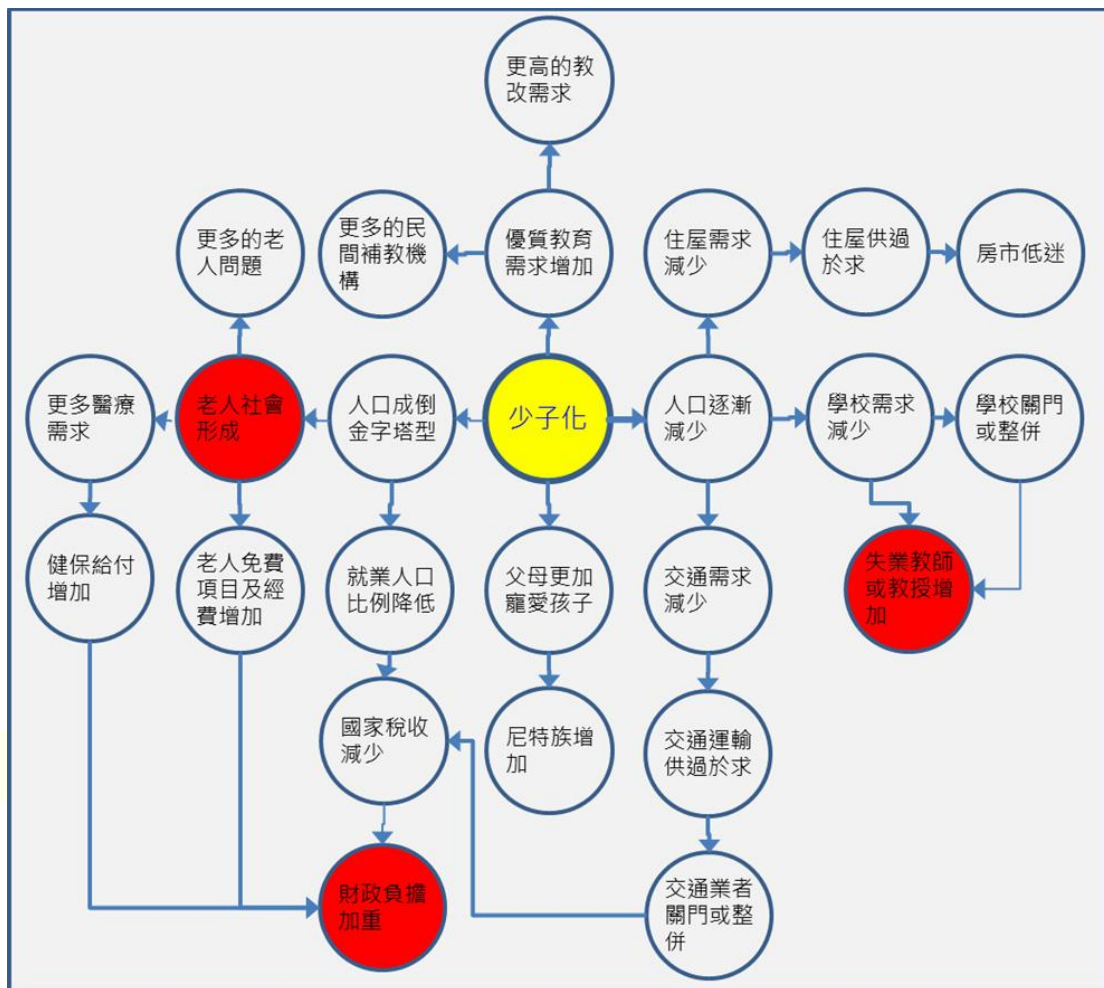 更高的教
改需求
更多的老
人問題
更多的民
間補教機
構
優質教育
需求增加
住屋需求
減少
住屋供過
於求
房市低迷
更多醫療
需求
老人社會
形成
人口成倒
金字塔型
少子化
人口逐漸
減少
學校需求
減少
學校關門
或整併
健保給付
增加
老人免費
項目及經
費增加
就業人口
比例降低
父母更加
寵愛孩子
交通需求
減少
失業教師
或教授增
加
國家稅收
減少
尼特族增
加
交通運輸
供過於求
財政負擔
加重
交通業者
關門或整
併